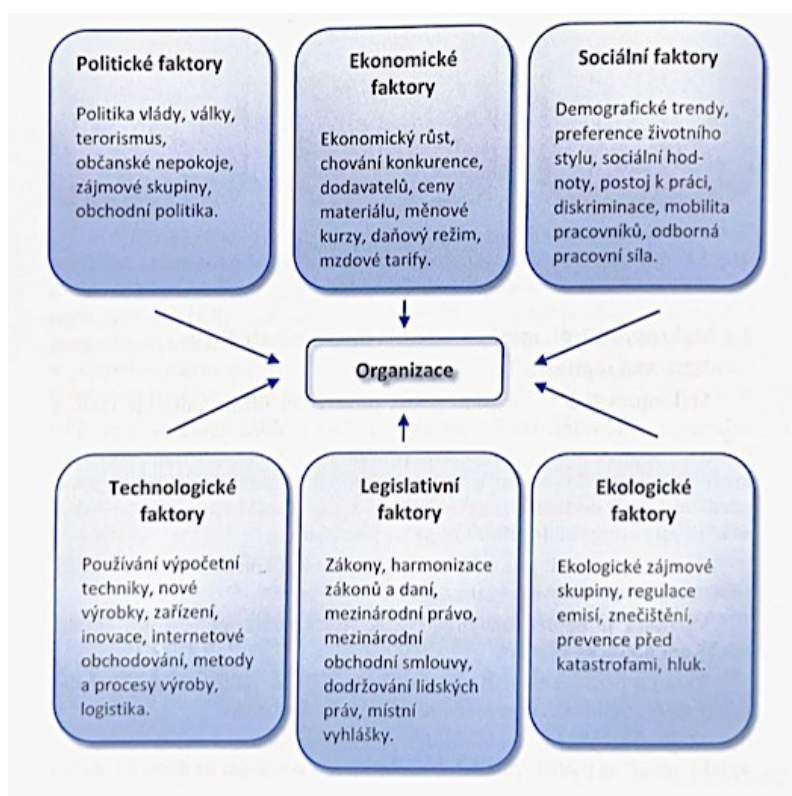 Politické faktory
Politika vlády, války,
terorismus,
občanské nepokoje,
zájmové skupiny,
obchodní politika.
Ekonomické
faktory
Ekonomický růst,
chování konkurence,
dodavatelů, ceny
materiálu, měnové
kurzy, daňový režim,
mzdové tarify.
Sociální faktory
Demografické trendy,
preference životního
stylu, sociální hod-
noty, postoj k práci,
diskriminace, mobilita
pracovníků, odborná
pracovní síla.
Organizace
Technologické
faktory
Používání výpočetní
techniky, nové
výrobky, zařízení,
inovace, internetové
obchodování, metody
a procesy výroby,
logistika.
Legislativní
faktory
Zákony, harmonizace
zákonů a daní,
mezinárodní právo,
mezinárodní
obchodní smlouvy,
dodržování lidských
práv, místní
vyhlášky.
Ekologické
faktory
Ekologické zájmové
skupiny, regulace
emisí, znečištění,
prevence před
katastrofami, hluk.